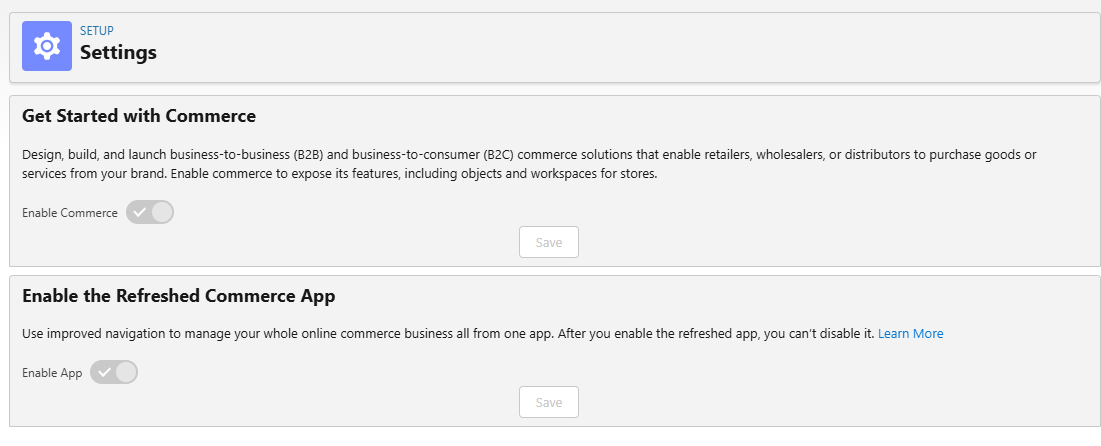 SETUP
Settings
Get Started with Commerce
Design, build, and launch business-to-business (B2B) and business-to-consumer (B2C) commerce solutions that enable retailers, wholesalers, or distributors to purchase goods or
services from your brand. Enable commerce to expose its features, including objects and workspaces for stores.
Enable Commerce
Save
Enable the Refreshed Commerce App
Use improved navigation to manage your whole online commerce business all from one app. After you enable the refreshed app, you can't disable it. Learn More
Enable App
Save